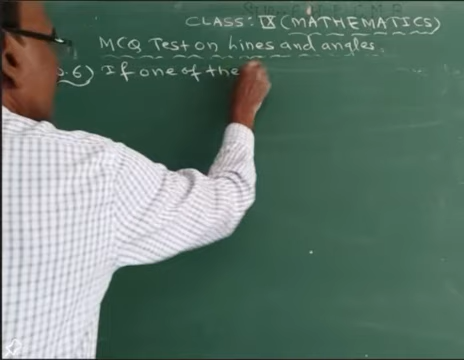 CLASS: IX (MATHEMATICS)
MCQ Test on Lines and angles.
.6) If one of the